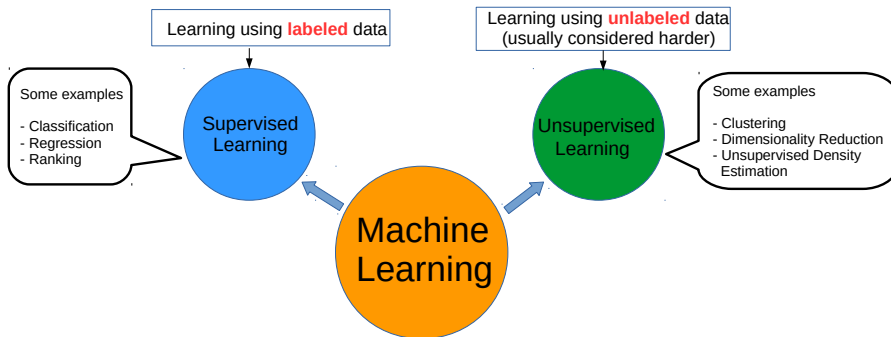 Learning using labeled data
Learning using unlabeled data
(usually considered harder)
Some examples
- Classification
- Regression
- Ranking
Supervised
Learning
Unsupervised
Learning
Some examples
- Clustering
- Dimensionality Reduction
- Unsupervised Density
Estimation
Machine
Learning